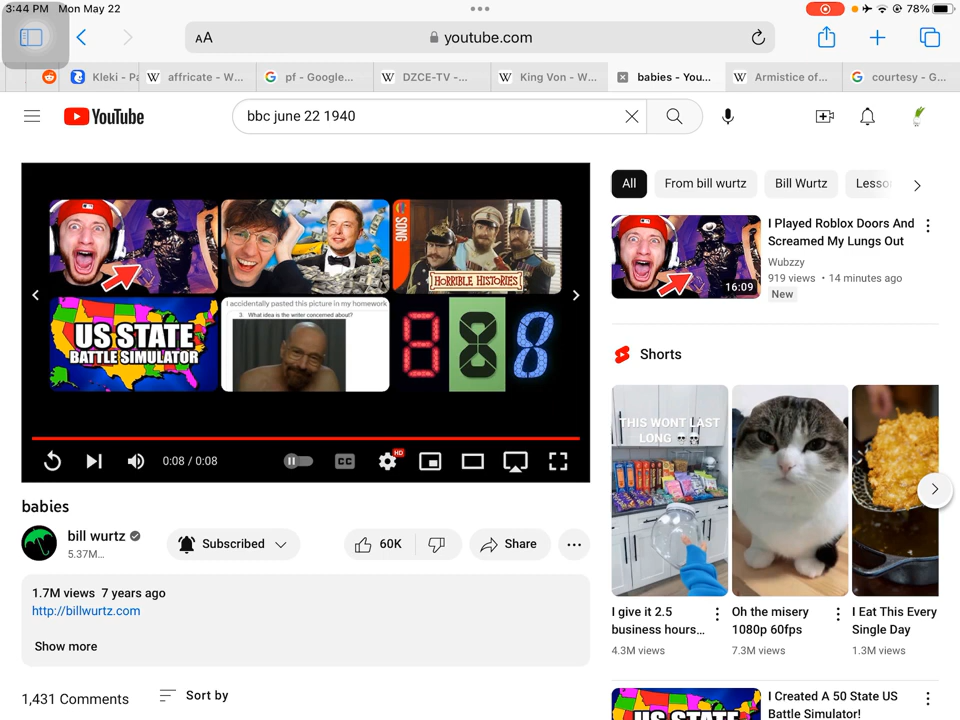 3:44 PM Mon May 22
78%
AA
youtube.com
Kleki - Pa
affricate - W...
pf - Google...
DZCE-TV -...
King Von - W...
babies - You...
Armistice of...
courtesy - G...
YouTube
bbc june 22 1940
SONG
HORRIBLE HISTORIES
US STATE
BATTLE SIMULATOR
I accidentally pasted this picture in my homework
3. What idea is the writer concerned about?
0:08 / 0:08
CC
HD
babies
bill wurtz
5.37M...
Subscribed
60K
Share
1.7M views 7 years ago
http://billwurtz.com
Show more
1,431 Comments
Sort by
All
From bill wurtz
Bill Wurtz
Lesso
16:09
I Played Roblox Doors And
Screamed My Lungs Out
Wubzzy
919 views • 14 minutes ago
New
Shorts
THIS WONT LAST
LONG
I give it 2.5
business hours...
4.3M views
Oh the misery
1080p 60fps
7.3M views
I Eat This Every
Single Day
1.3M views
US STATE
I Created A 50 State US
Battle Simulator!